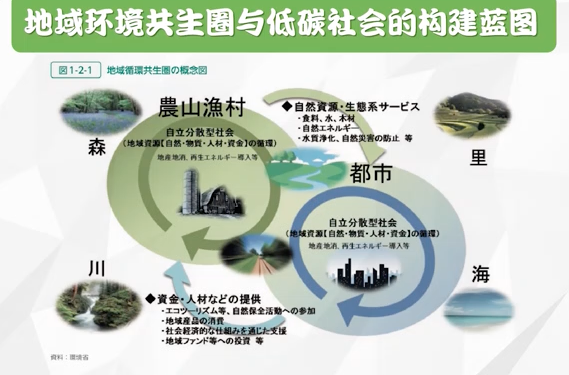 地域环境共生圈与低碳社会的构建蓝图
図1-2-1 地域循環共生圏の概念図
農山漁村
自立分散型社会
(地域資源【自然・物質・人材・資金】の循環)
地産地消、再生エネルギー導入等
◆自然資源・生態系サービス
・食料、水、木材
・自然エネルギー
・水質浄化、自然災害の防止 等
森
里
都市
自立分散型社会
(地域資源【自然・物質・人材・資金】の循環)
地産地消、再生エネルギー導入等
川
海
◆資金・人材などの提供
・エコツーリズム等、自然保全活動への参加
・地域産品の消費
・社会経済的な仕組みを通じた支援
・地域ファンド等への投資 等
資料：環境省